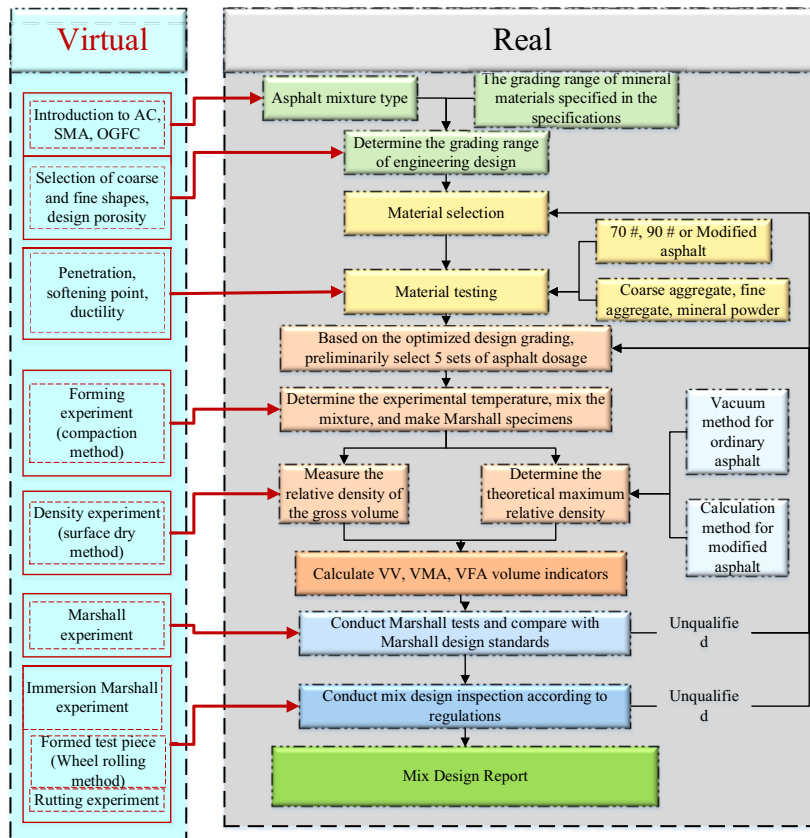 Virtual
Introduction to AC,
SMA, OGFC
Selection of coarse
and fine shapes,
design porosity
Penetration,
softening point,
ductility
Forming
experiment
(compaction
method)
Density experiment
(surface dry
method)
Marshall
experiment
Immersion Marshall
experiment
Formed test piece
(Wheel rolling
method)
Rutting experiment
Real
Asphalt mixture type
The grading range of mineral
materials specified in the
specifications
Determine the grading range
of engineering design
Material selection
70 #, 90 # or Modified
asphalt
Material testing
Coarse aggregate, fine
aggregate, mineral powder
Based on the optimized design grading,
preliminarily select 5 sets of asphalt dosage
Determine the experimental temperature, mix the
mixture, and make Marshall specimens
Vacuum
method for
ordinary
asphalt
Measure the
relative density of
the gross volume
Determine the
theoretical maximum
relative density
Calculation
method for
modified
asphalt
Calculate VV, VMA, VFA volume indicators
Conduct Marshall tests and compare with
Marshall design standards
Unqualifie
d
Conduct mix design inspection according to
regulations
Unqualifie
d
Mix Design Report